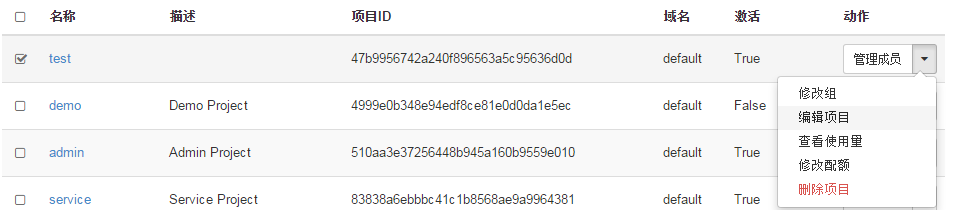 名称 描述 项目ID 域名 激活 动作
test 47b9956742a240f896563a5c95636d0d default True 管理成员
demo Demo Project 4999e0b348e94edf8ce81e0d0da1e5ec default False
修改组
编辑项目
admin Admin Project 510aa3e37256448b945a160b9559e010 default True
查看使用量
修改配额
service Service Project 83838a6ebbbc41c1b8568ae9a9964381 default True
删除项目